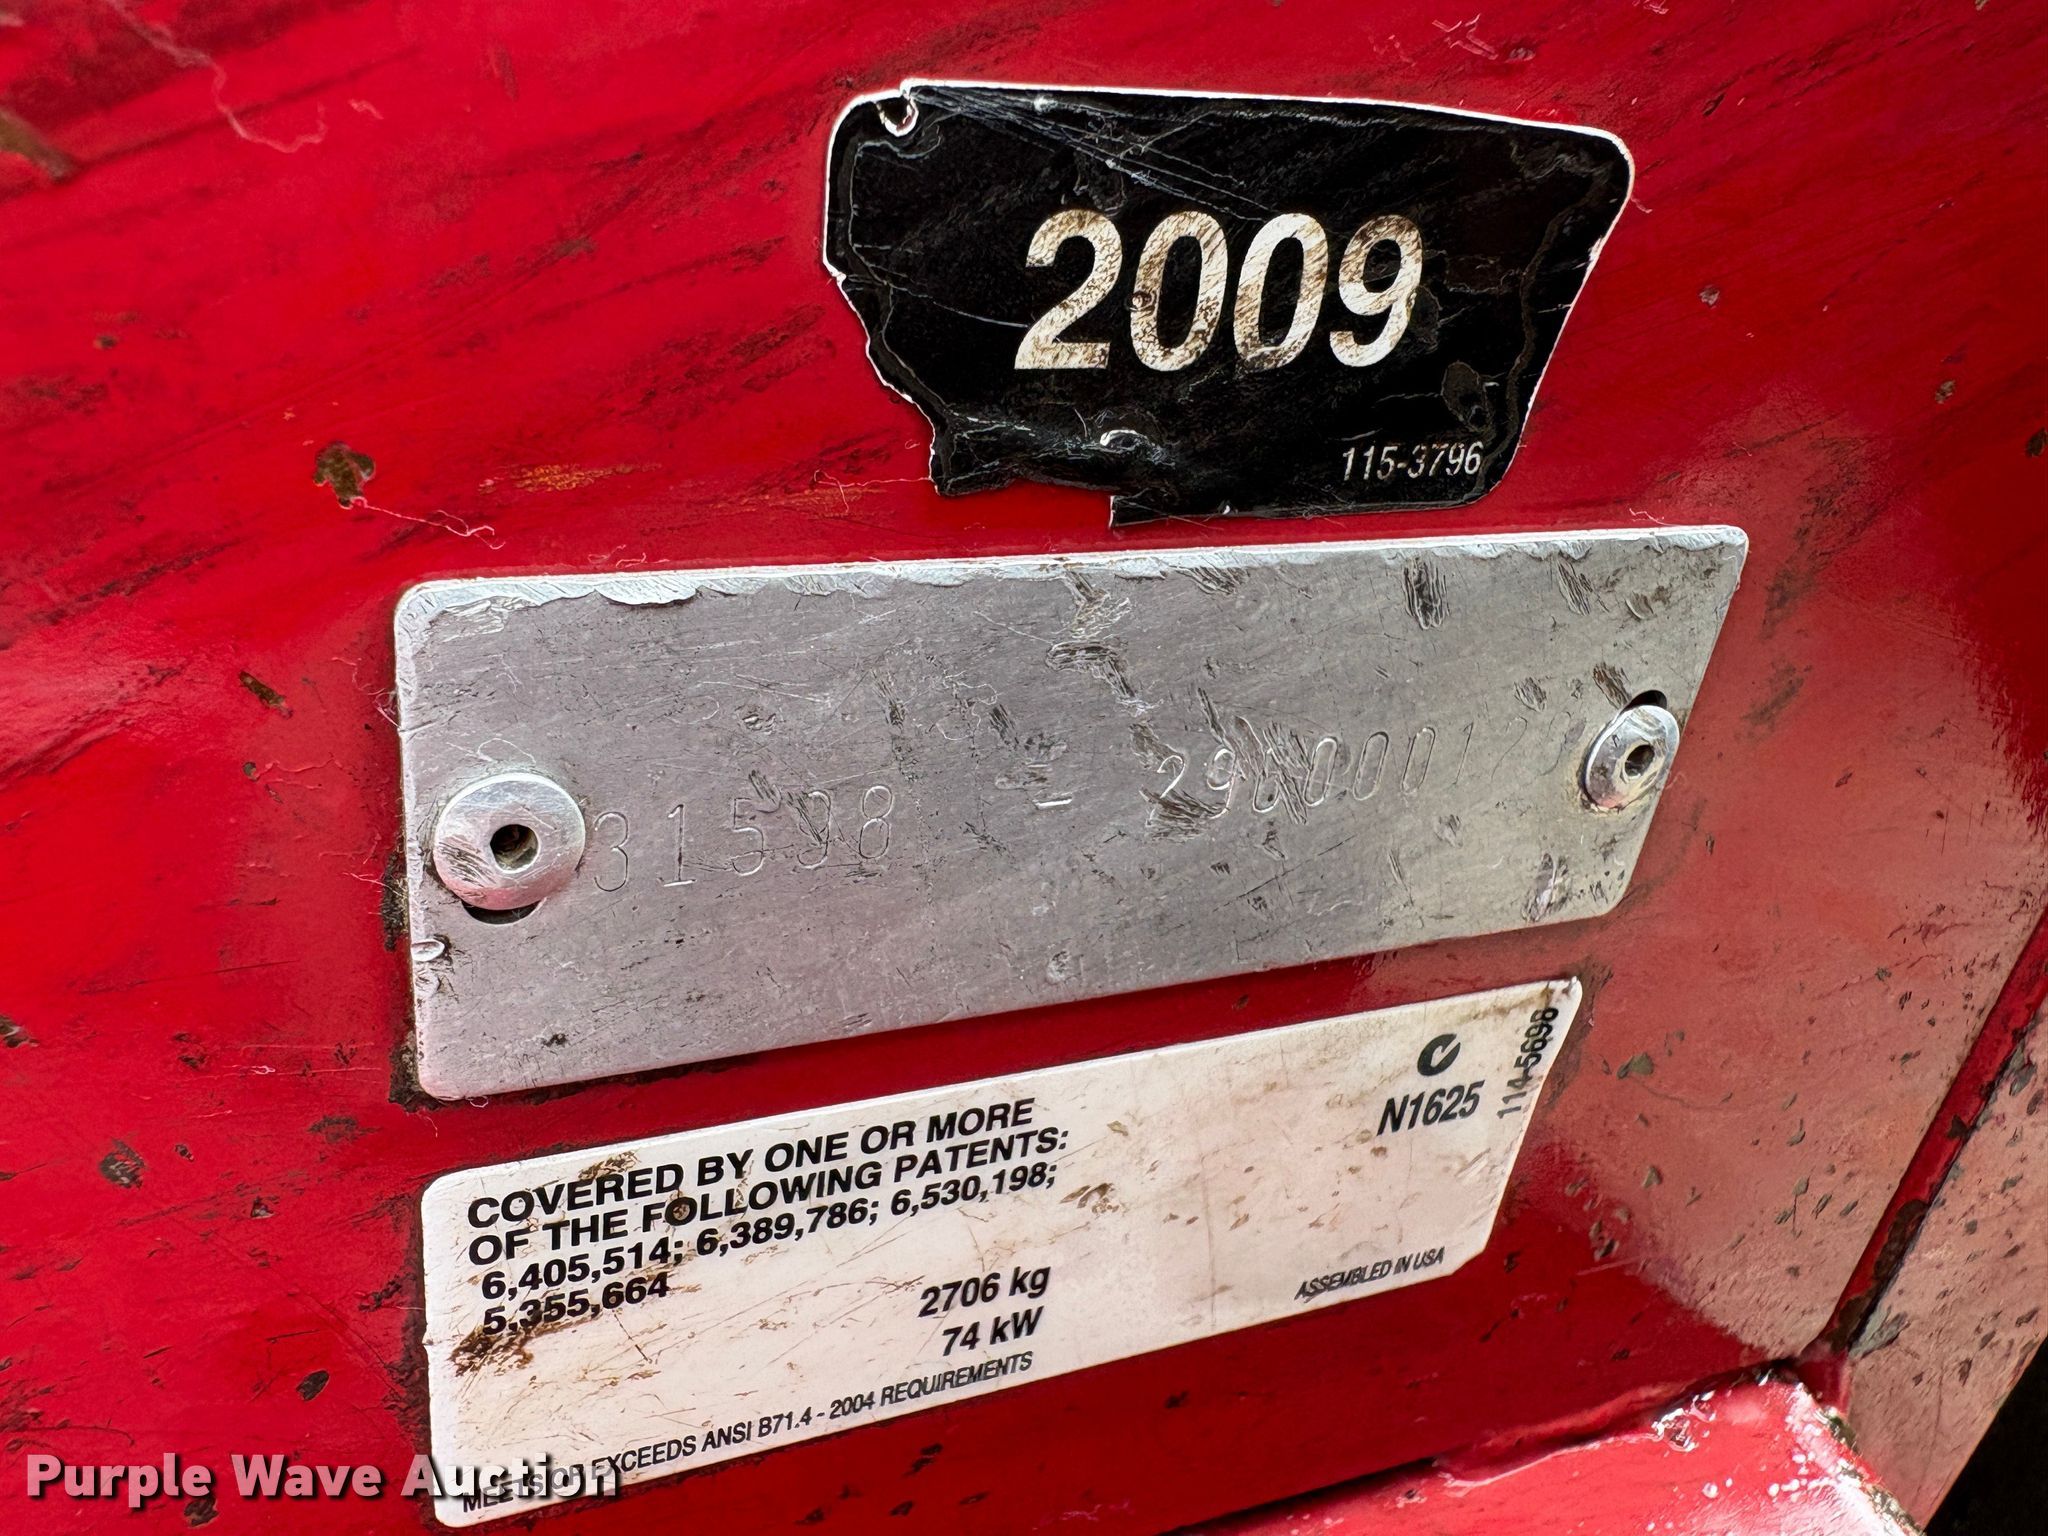 2009
115-3796
31598 -
N1625
114-5698
COVERED BY ONE OR MORE
OF THE FOLLOWING PATENTS:
6,405,514; 6,389,786; 6,530,198;
5,355,664
2706 kg
74 kW
ASSEMBLED IN USA
MEETS OR EXCEEDS ANSI B71.4 - 2004 REQUIREMENTS
Purple Wave Auction